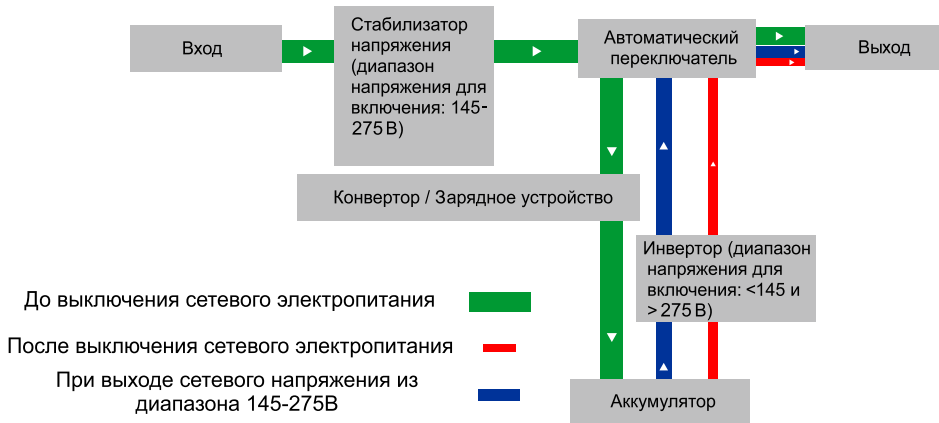 Вход
Стабилизатор
напряжения
(диапазон
напряжения для
включения: 145-
275 В)
Автоматический
переключатель
Выход
Конвертор / Зарядное устройство
Инвертор (диапазон
напряжения для
включения: <145 и
> 275 В)
До выключения сетевого электропитания
После выключения сетевого электропитания
При выходе сетевого напряжения из
диапазона 145-275В
Аккумулятор